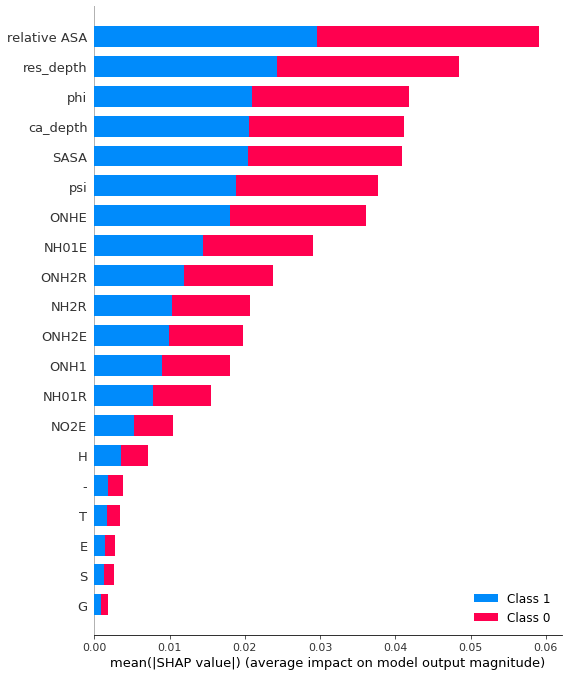 relative ASA
res_depth
phi
ca_depth
SASA
psi
ONHE
NH01E
ONH2R
NH2R
ONH2E
ONH1
NH01R
NO2E
H
-
T
E
S
G
Class 1
Class 0
0.00 0.01 0.02 0.03 0.04 0.05 0.06
mean(|SHAP value|) (average impact on model output magnitude)